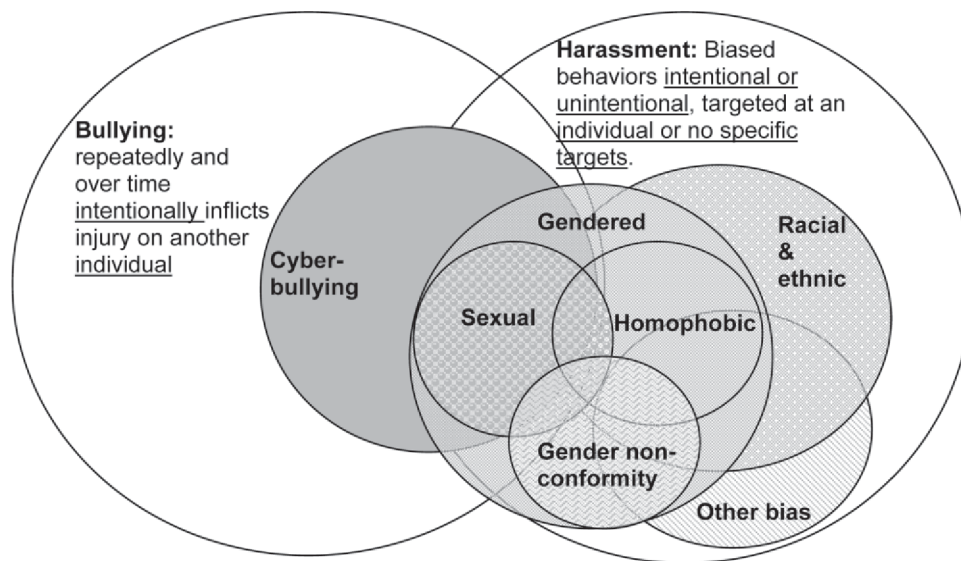 Harassment: Biased
behaviors intentional or
unintentional, targeted at an
individual or no specific
targets.
Bullying:
repeatedly and
over time
intentionally inflicts
injury on another
individual
Gendered
Racial
&
ethnic
Cyber-
bullying
Sexual
Homophobic
Gender non-
conformity
Other bias